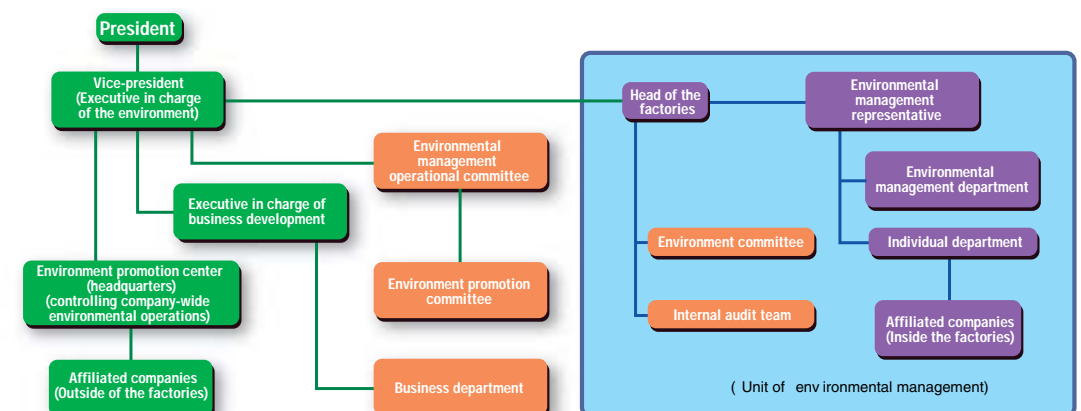 President
Vice-president
(Executive in charge
of the environment)
Head of the
factories
Environmental
management
representative
Environmental
management
operational committee
Environmental
management department
Executive in charge of
business development
Environment committee
Individual department
Environment promotion center
(headquarters)
(controlling company-wide
environmental operations)
Environment promotion
committee
Internal audit team
Affiliated companies
(Inside the factories)
Affiliated companies
(Outside of the factories)
Business department
( Unit of env ironmental management)